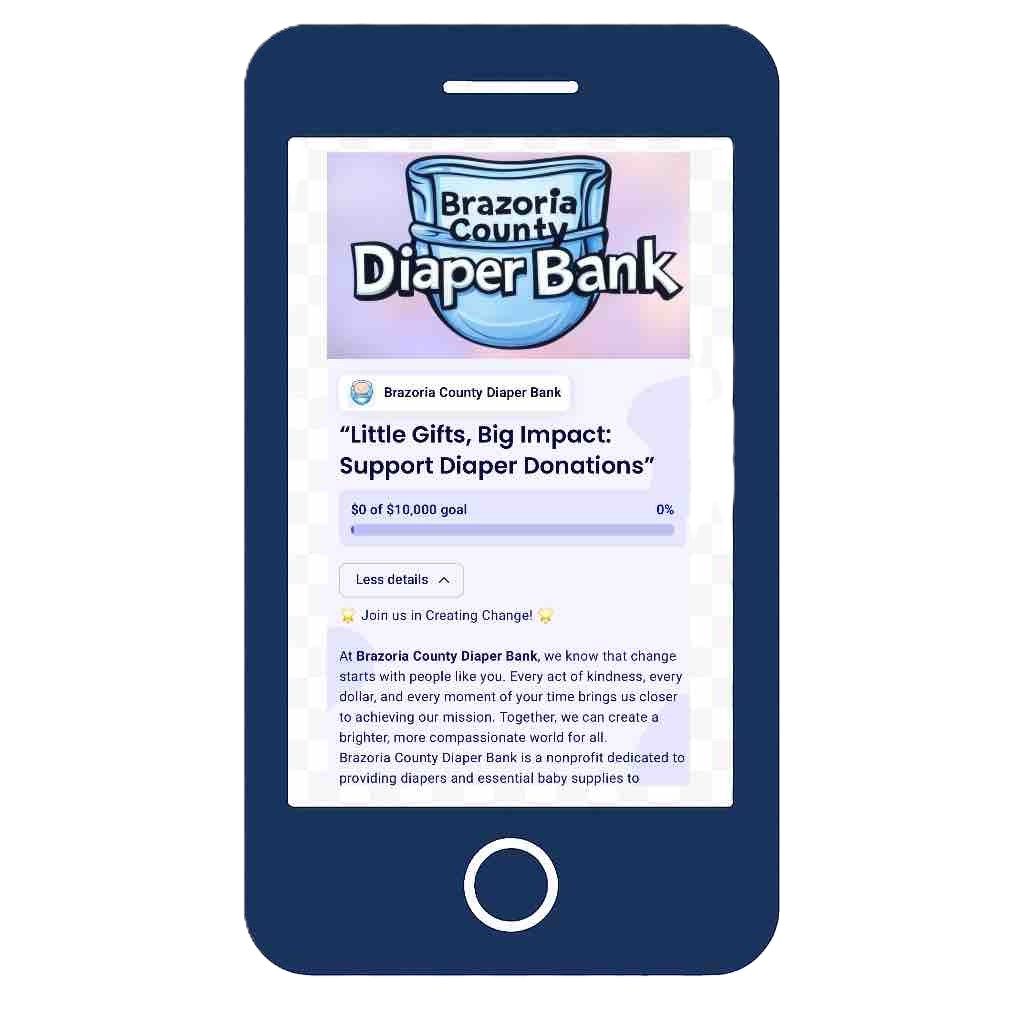 Brazoria
County
Diaper Bank
Brazoria County Diaper Bank
“Little Gifts, Big Impact:
Support Diaper Donations”
$0 of $10,000 goal 0%
Less details
🌟 Join us in Creating Change! 🌟
At Brazoria County Diaper Bank, we know that change
starts with people like you. Every act of kindness, every
dollar, and every moment of your time brings us closer
to achieving our mission. Together, we can create a
brighter, more compassionate world for all.
Brazoria County Diaper Bank is a nonprofit dedicated to
providing diapers and essential baby supplies to